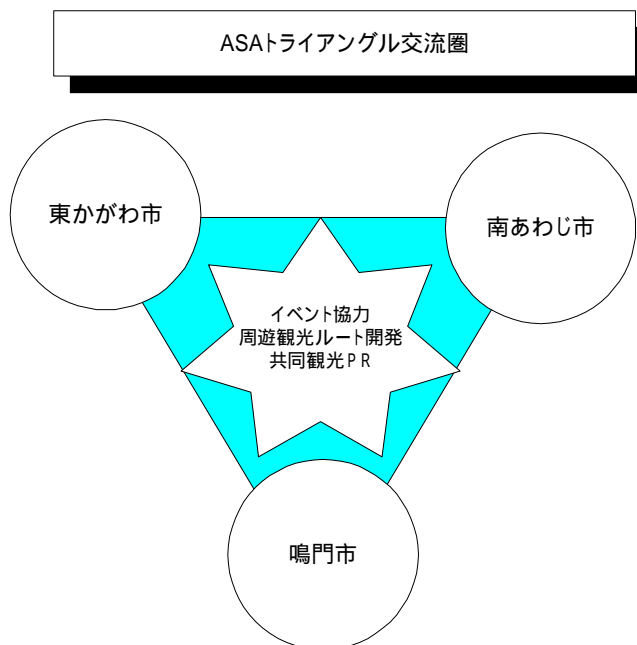 ASAトライアングル交流圏
東かがわ市
南あわじ市
イベント協力
周遊観光ルート開発
共同観光ＰＲ
鳴門市